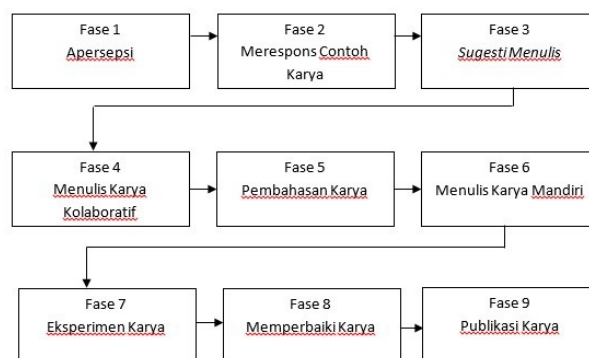 Fase 1
Apersepsi
Fase 2
Merespons Contoh
Karya
Fase 3
Sugesti Menulis
Fase 4
Menulis Karya
Kolaboratif
Fase 5
Pembahasan Karya
Fase 6
Menulis Karya Mandiri
Fase 7
Eksperimen Karya
Fase 8
Memperbaiki Karya
Fase 9
Publikasi Karya